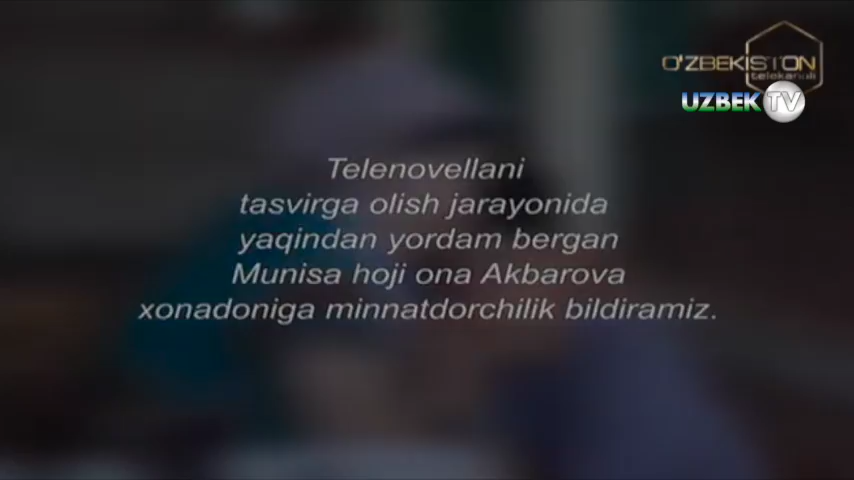 O'ZBEKISTON
telekanali
UZBEK TV
Telenovellani
tasvirga olish jarayonida
yaqindan yordam bergan
Munisa hoji ona Akbarova
xonadoniga minnatdorchilik bildiramiz.